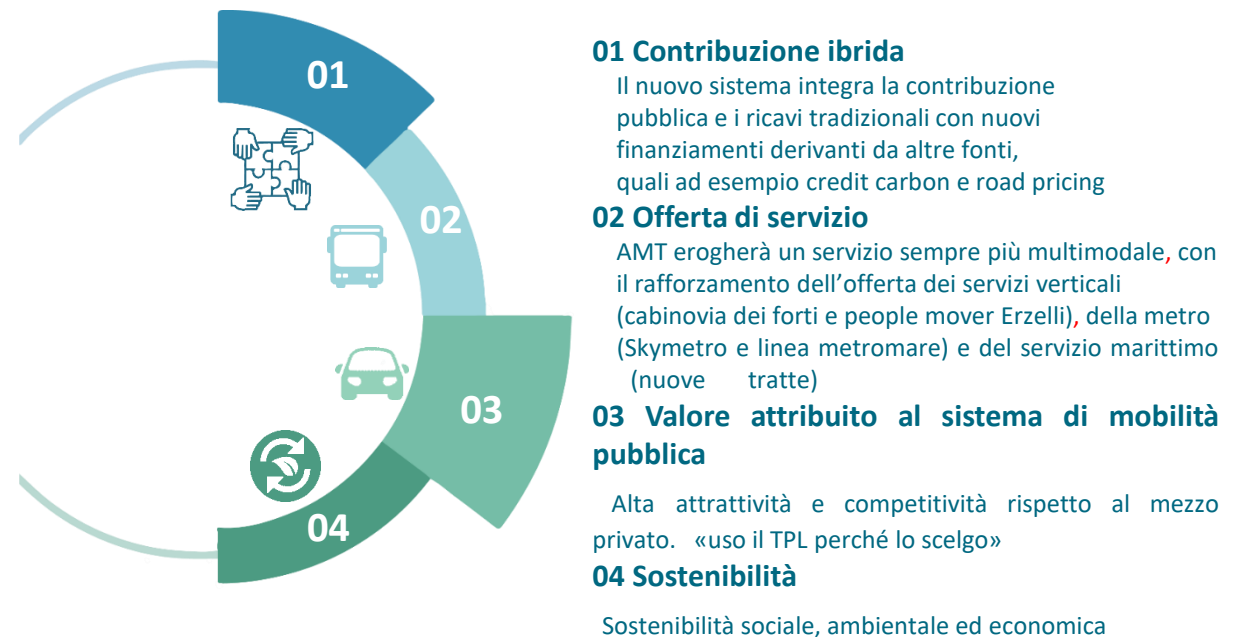 01
02
03
04
01 Contribuzione ibrida
Il nuovo sistema integra la contribuzione
pubblica e i ricavi tradizionali con nuovi
finanziamenti derivanti da altre fonti,
quali ad esempio credit carbon e road pricing
02 Offerta di servizio
AMT erogherà un servizio sempre più multimodale, con
il rafforzamento dell’offerta dei servizi verticali
(cabinovia dei forti e people mover Erzelli), della metro
(Skymetro e linea metromare) e del servizio marittimo
(nuove tratte)
03 Valore attribuito al sistema di mobilità
pubblica
Alta attrattività e competitività rispetto al mezzo
privato. «uso il TPL perché lo scelgo»
04 Sostenibilità
Sostenibilità sociale, ambientale ed economica